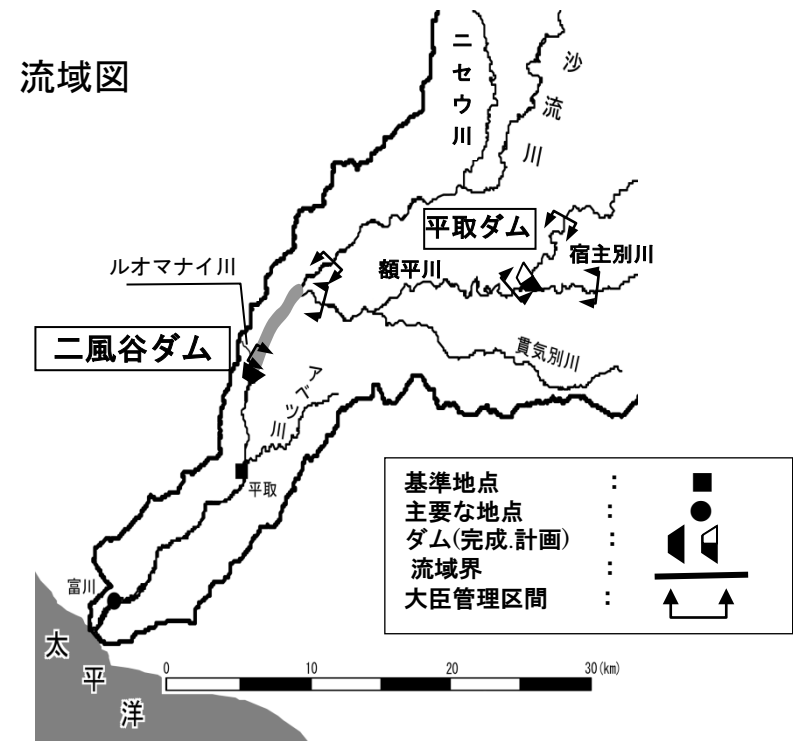 流域図
ニセウ川
沙流川
平取ダム
宿主別川
額平川
ルオマナイ川
二風谷ダム
貫気別川
アベツ川
平取
基準地点 : ■
主要な地点 : ●
ダム(完成.計画) :
流域界 :
大臣管理区間 :
富川
太平洋
0 10 20 30(km)